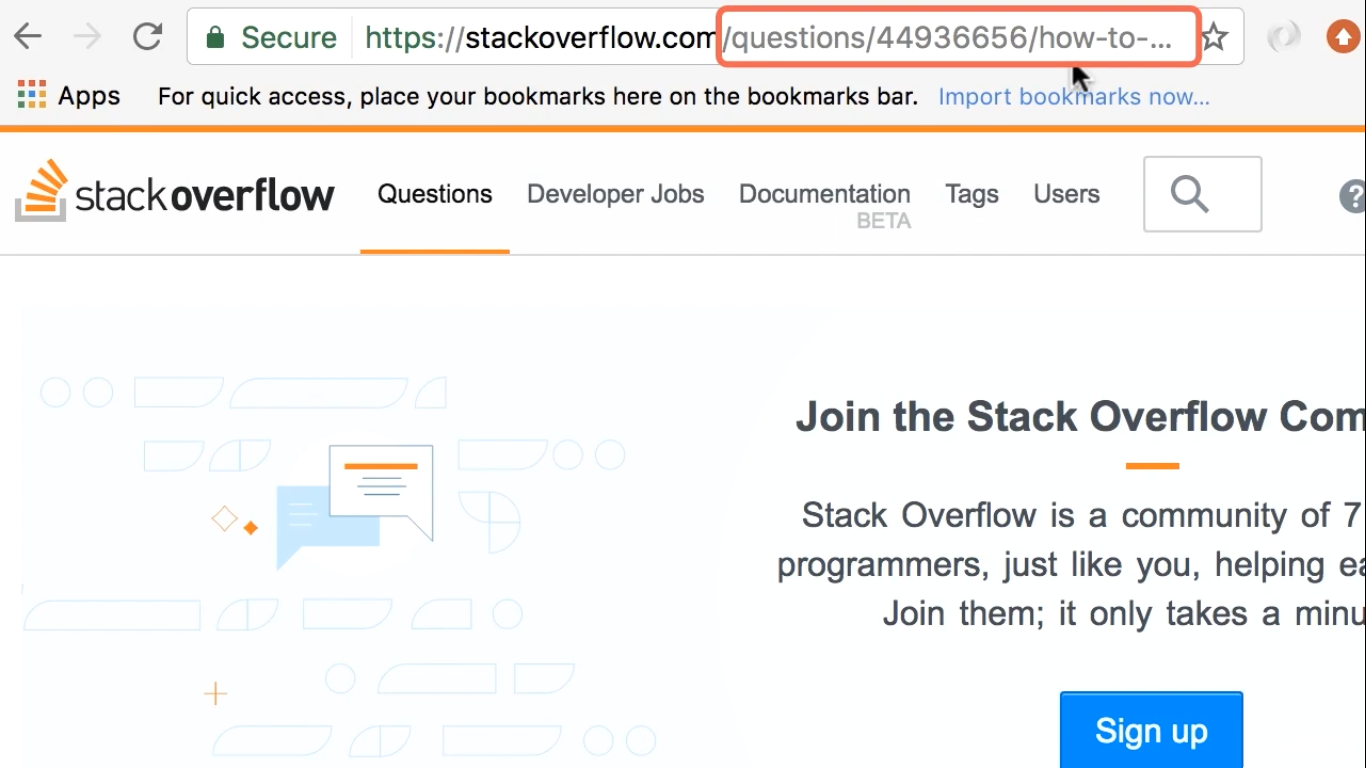 Secure https://stackoverflow.com/questions/44936656/how-to-...
Apps For quick access, place your bookmarks here on the bookmarks bar. Import bookmarks now...
stackoverflow Questions Developer Jobs Documentation Tags Users ?
BETA
Join the Stack Overflow Com
Stack Overflow is a community of 7
programmers, just like you, helping ea
Join them; it only takes a minu
Sign up